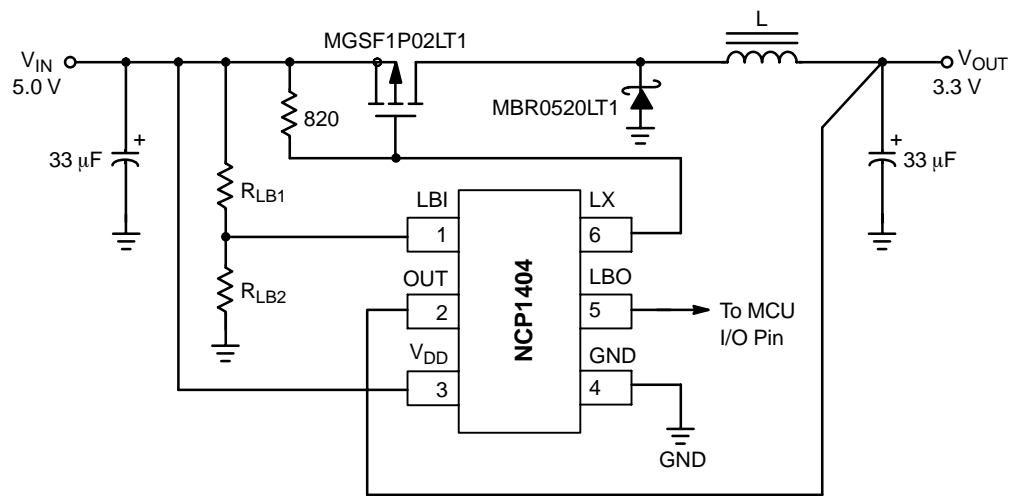 MGSF1P02LT1
L
V_IN
5.0 V
V_OUT
3.3 V
820
MBR0520LT1
+
33 μF
+
33 μF
R_LB1
LBI
1
LX
6
R_LB2
OUT
2
LBO
5
To MCU
I/O Pin
V_DD
3
GND
4
NCP1404
GND